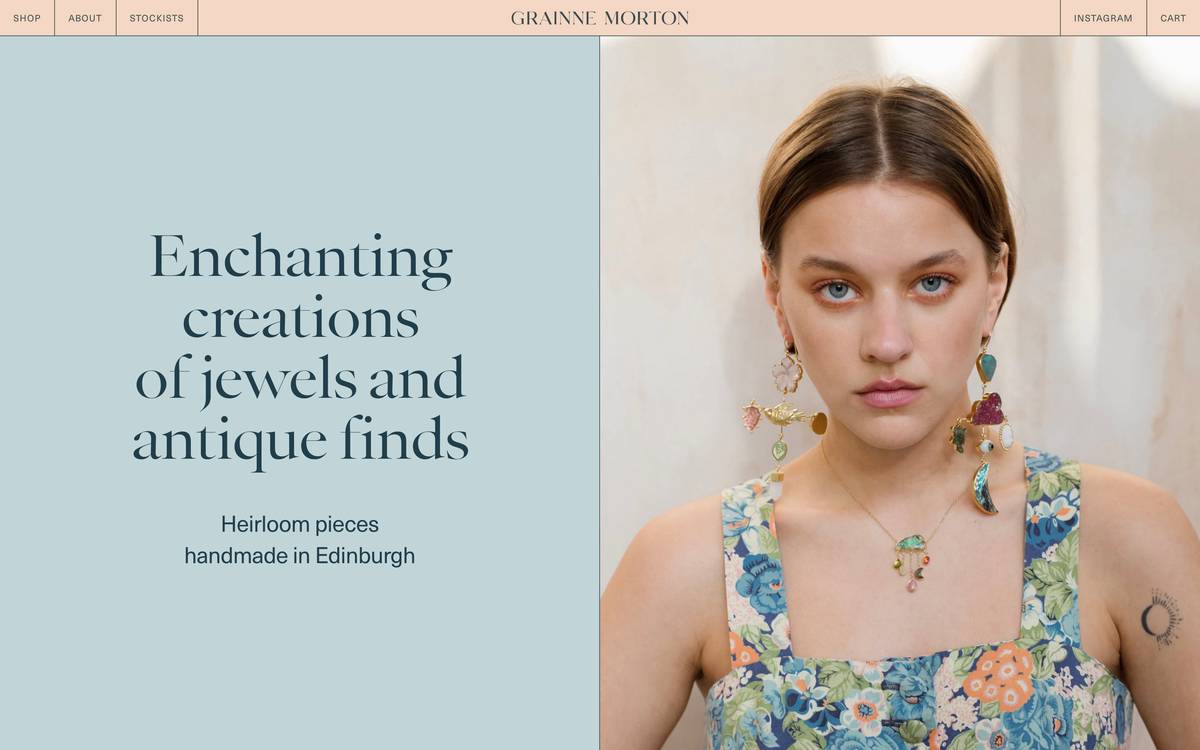 SHOP
ABOUT
STOCKISTS
GRAINNE MORTON
INSTAGRAM
CART
Enchanting
creations
of jewels and
antique finds
Heirloom pieces
handmade in Edinburgh